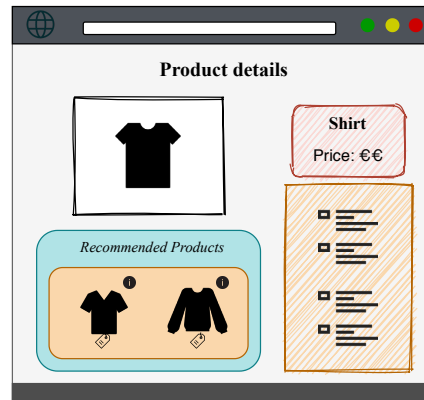 Product details
Shirt
Price: €€
Recommended Products
i
i